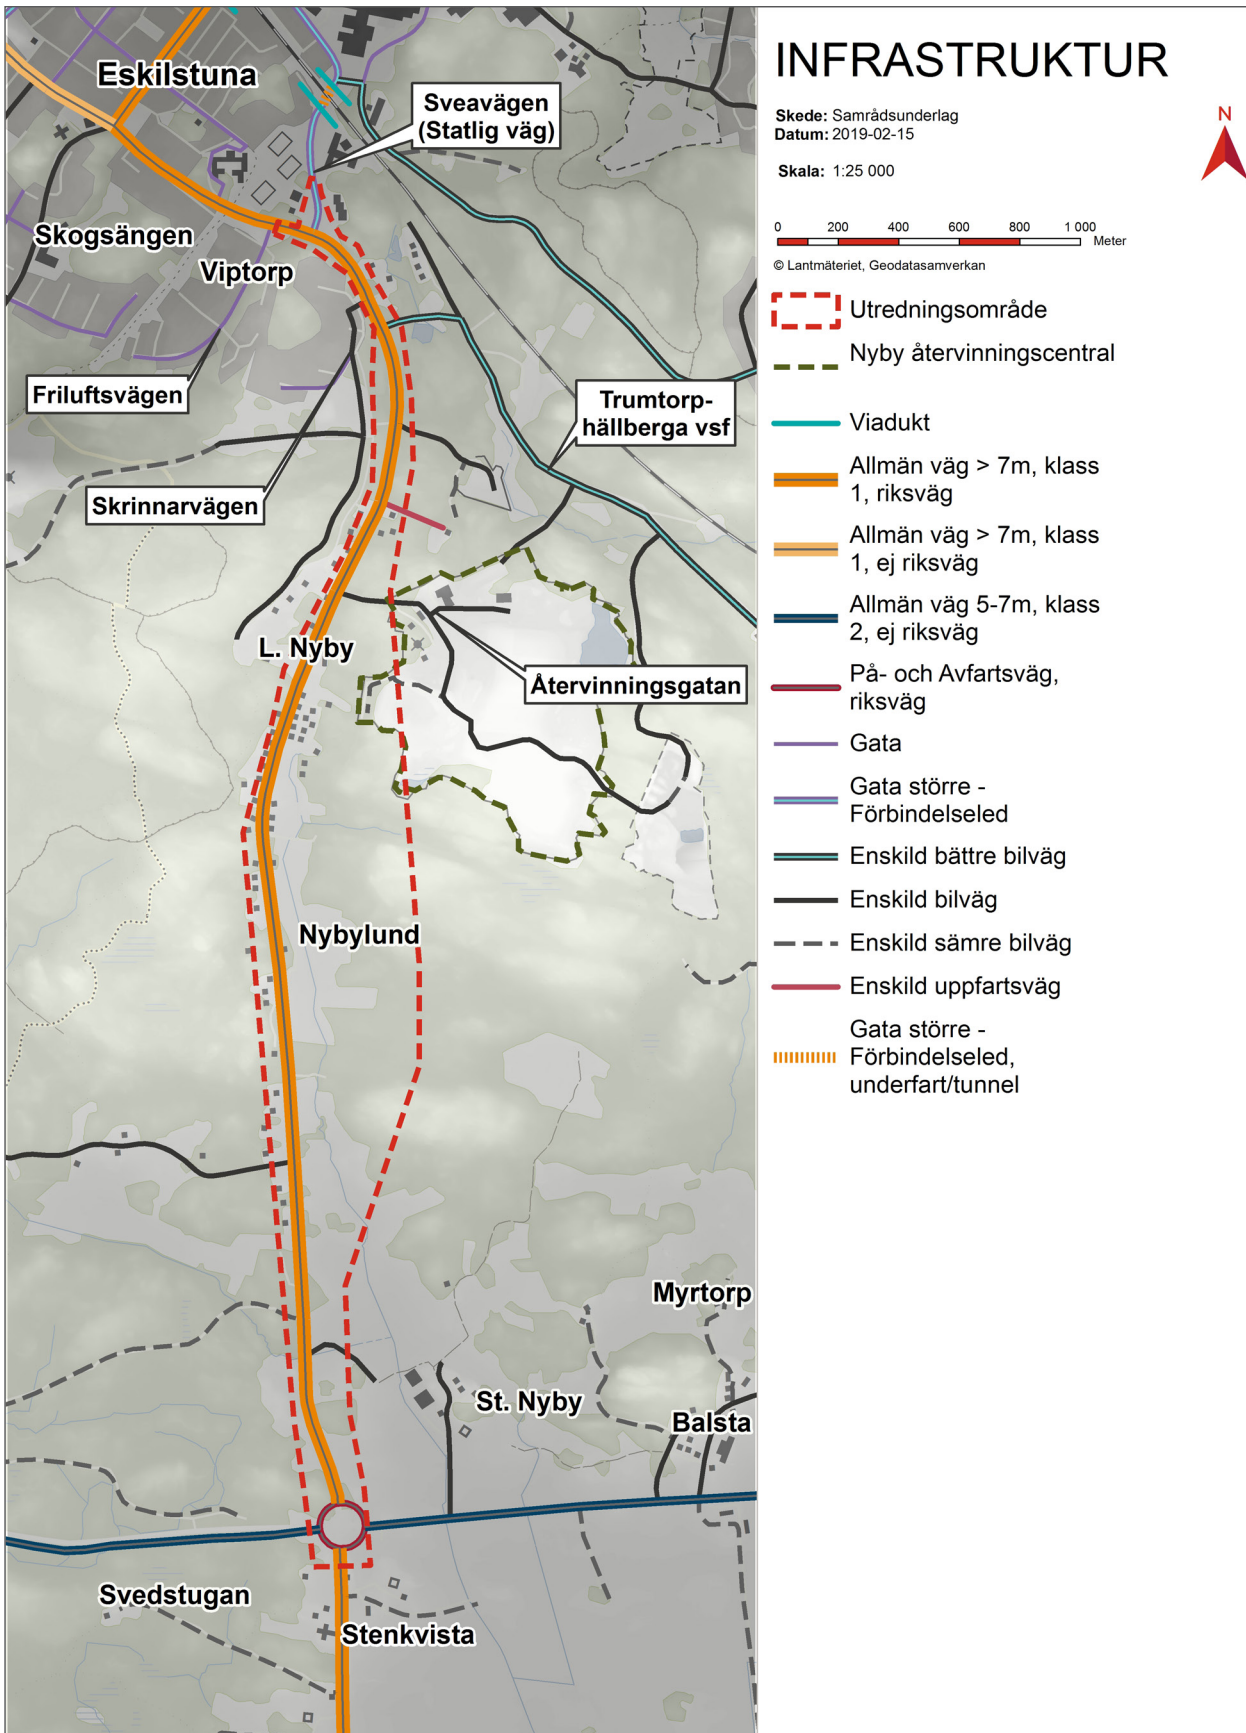 Eskilstuna
Sveavägen
(Statlig väg)
Skogsängen
Viptorp
Friluftsvägen
Trumtorp-
hällberga vsf
Skrinnarvägen
L. Nyby
Återvinningsgatan
Nybylund
Myrtorp
St. Nyby
Balsta
Svedstugan
Stenkvista
INFRASTRUKTUR
Skede: Samrådsunderlag
Datum: 2019-02-15
Skala: 1:25 000
N
0 200 400 600 800 1 000
Meter
© Lantmäteriet, Geodatasamverkan
Utredningsområde
Nyby återvinningscentral
Viadukt
Allmän väg > 7m, klass
1, riksväg
Allmän väg > 7m, klass
1, ej riksväg
Allmän väg 5-7m, klass
2, ej riksväg
På- och Avfartsväg,
riksväg
Gata
Gata större -
Förbindelseled
Enskild bättre bilväg
Enskild bilväg
Enskild sämre bilväg
Enskild uppfartsväg
Gata större -
Förbindelseled,
underfart/tunnel